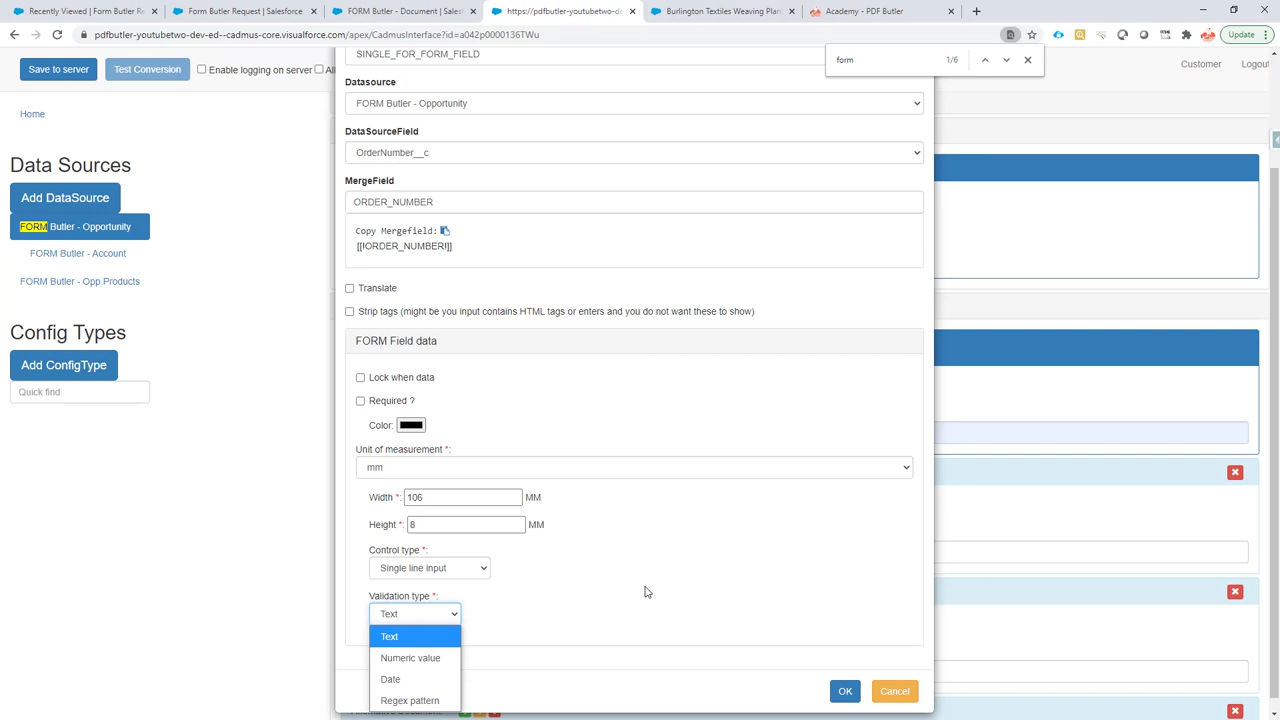 Recently Viewed | Form Butler Re
Form Butler Request | Salesforce
FORM Butler - Document | Salesf
https://pdfbutler-youtubetwo-dev
Burlington Textiles Weaving Plan
Academy - PDF Butler
pdfbutler-youtubetwo-dev-ed--cadmus-core.visualforce.com/apex/CadmusInterface?id=a042p0000136TWu
Update
form
1/6
Save to server
Test Conversion
Enable logging on server
All
Customer
Logout
Home
Data Sources
Add DataSource
FORM Butler - Opportunity
FORM Butler - Account
FORM Butler - Opp Products
Config Types
Add ConfigType
Quick find
SINGLE_FOR_FORM_FIELD
Datasource
FORM Butler - Opportunity
DataSourceField
OrderNumber__c
MergeField
ORDER_NUMBER
Copy Mergefield:
[[!ORDER_NUMBER!]]
Translate
Strip tags (might be you input contains HTML tags or enters and you do not want these to show)
FORM Field data
Lock when data
Required ?
Color:
Unit of measurement *:
mm
Width *: 106 MM
Height *: 8 MM
Control type *:
Single line input
Validation type *:
Text
Text
Numeric value
Date
Regex pattern
OK
Cancel